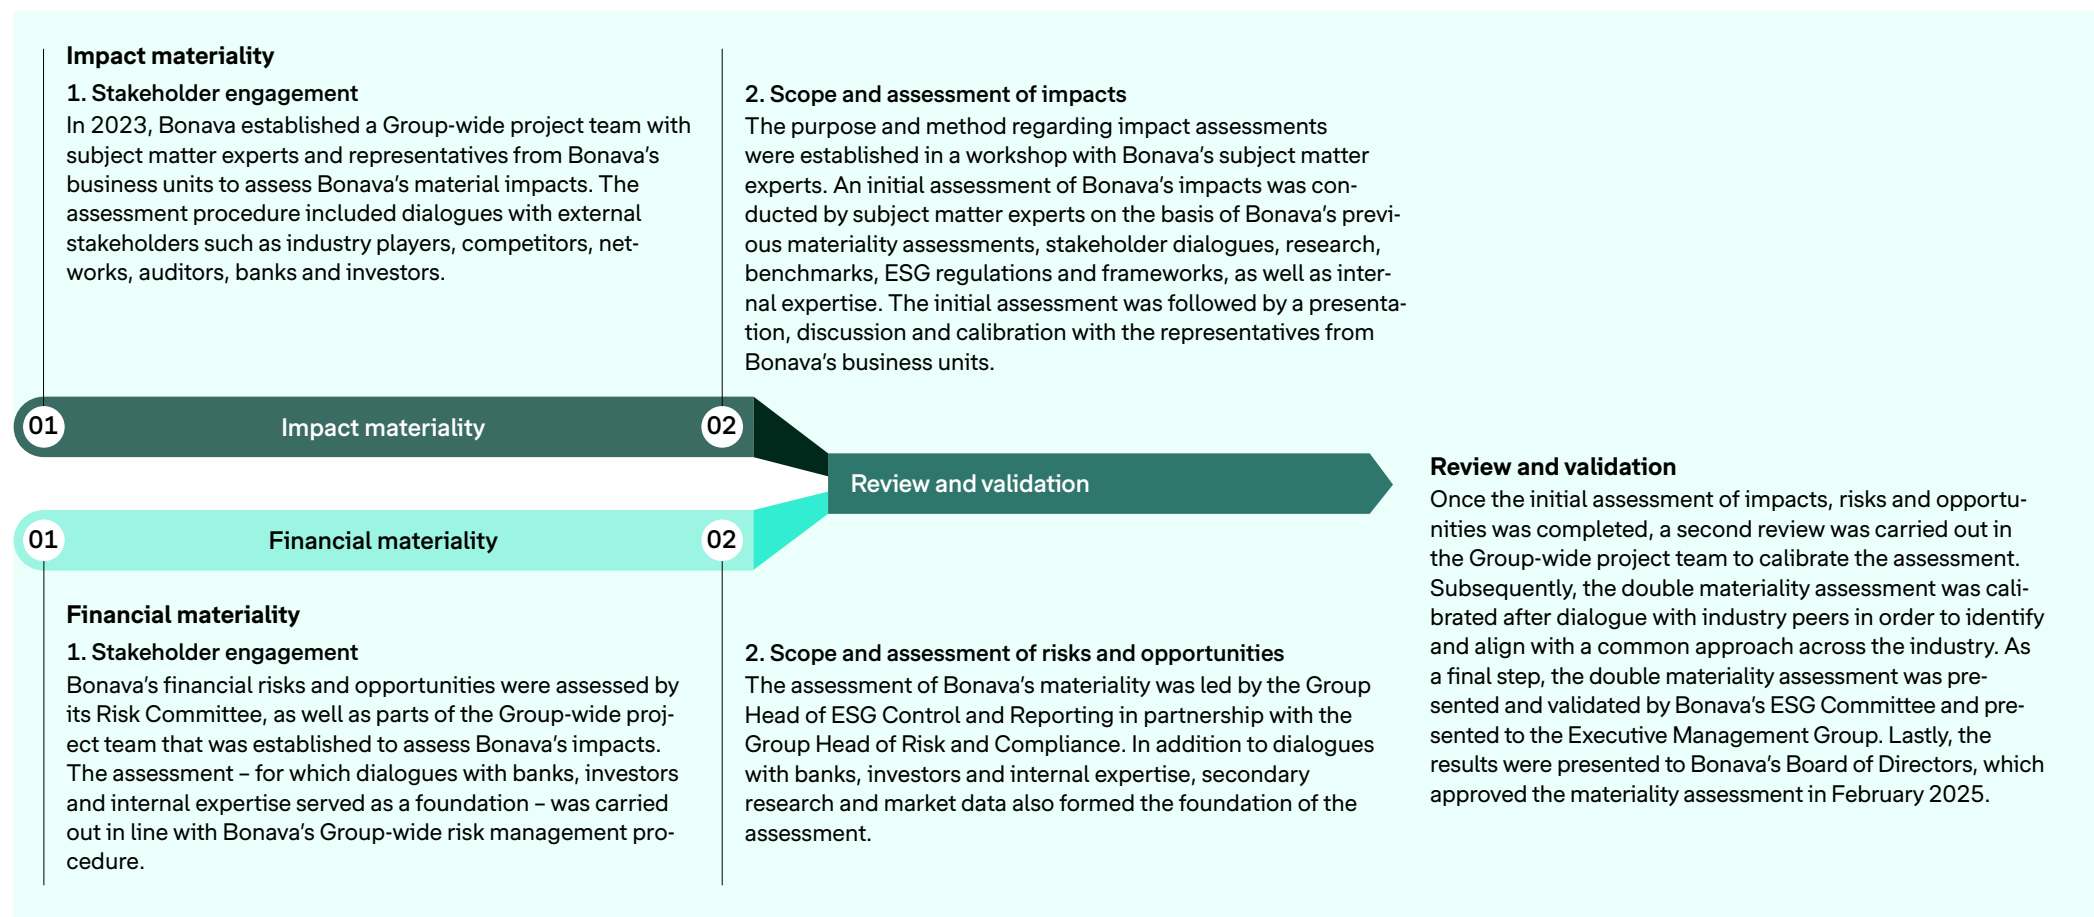 Impact materiality
1. Stakeholder engagement
In 2023, Bonava established a Group-wide project team with
subject matter experts and representatives from Bonava's
business units to assess Bonava's material impacts. The
assessment procedure included dialogues with external
stakeholders such as industry players, competitors, net-
works, auditors, banks and investors.
2. Scope and assessment of impacts
The purpose and method regarding impact assessments
were established in a workshop with Bonava's subject matter
experts. An initial assessment of Bonava's impacts was con-
ducted by subject matter experts on the basis of Bonava's previ-
ous materiality assessments, stakeholder dialogues, research,
benchmarks, ESG regulations and frameworks, as well as inter-
nal expertise. The initial assessment was followed by a presenta-
tion, discussion and calibration with the representatives from
Bonava's business units.
01
Impact materiality
02
Review and validation
01
Financial materiality
02
Financial materiality
1. Stakeholder engagement
Bonava's financial risks and opportunities were assessed by
its Risk Committee, as well as parts of the Group-wide proj-
ect team that was established to assess Bonava's impacts.
The assessment – for which dialogues with banks, investors
and internal expertise served as a foundation – was carried
out in line with Bonava's Group-wide risk management pro-
cedure.
2. Scope and assessment of risks and opportunities
The assessment of Bonava's materiality was led by the Group
Head of ESG Control and Reporting in partnership with the
Group Head of Risk and Compliance. In addition to dialogues
with banks, investors and internal expertise, secondary
research and market data also formed the foundation of the
assessment.
Review and validation
Once the initial assessment of impacts, risks and opportu-
nities was completed, a second review was carried out in
the Group-wide project team to calibrate the assessment.
Subsequently, the double materiality assessment was cali-
brated after dialogue with industry peers in order to identify
and align with a common approach across the industry. As
a final step, the double materiality assessment was pre-
sented and validated by Bonava's ESG Committee and pre-
sented to the Executive Management Group. Lastly, the
results were presented to Bonava's Board of Directors, which
approved the materiality assessment in February 2025.